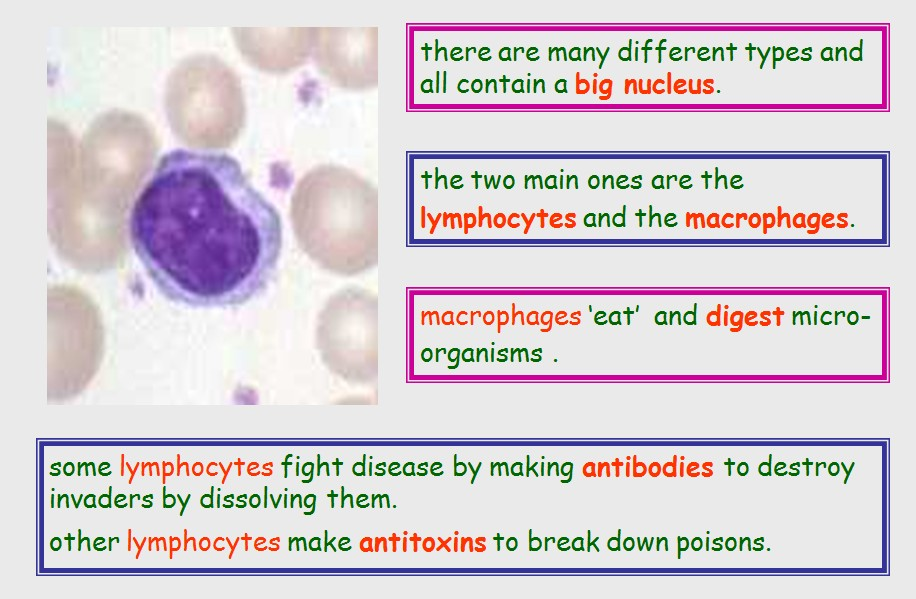 there are many different types and
all contain a big nucleus.
the two main ones are the
lymphocytes and the macrophages.
macrophages ‘eat’ and digest micro-
organisms .
some lymphocytes fight disease by making antibodies to destroy
invaders by dissolving them.
other lymphocytes make antitoxins to break down poisons.